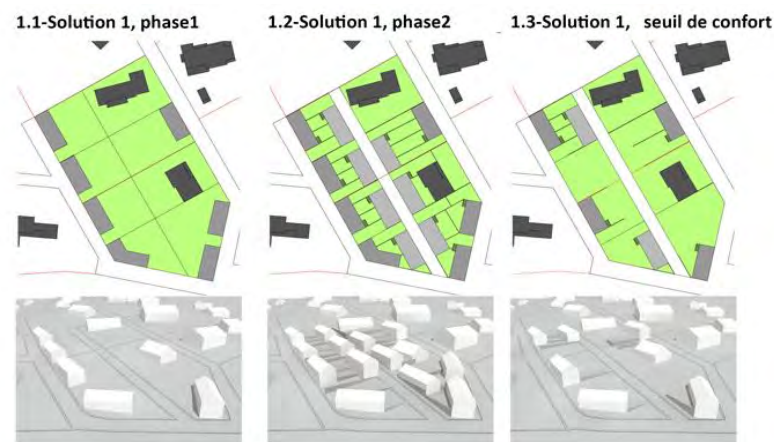 1.1-Solution 1, phase1
1.2-Solution 1, phase2
1.3-Solution 1, seuil de confort